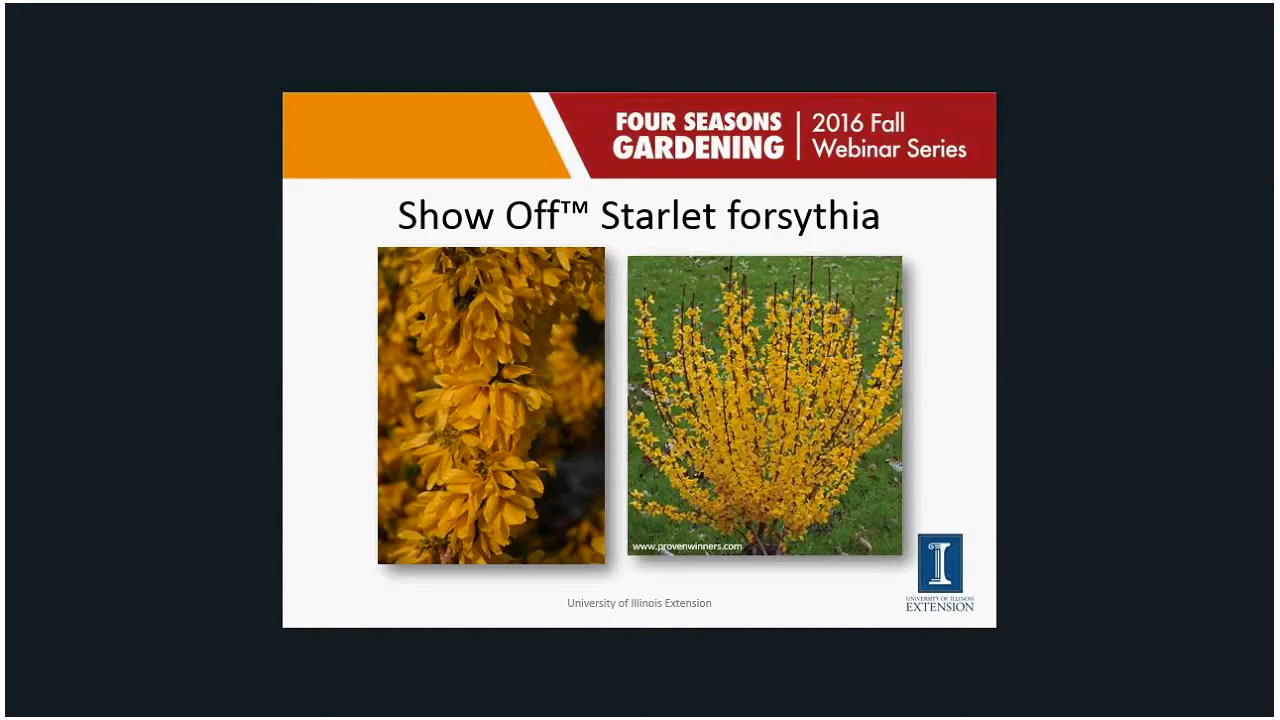 FOUR SEASONS
GARDENING
2016 Fall
Webinar Series
Show Off™ Starlet forsythia
www.provenwinners.com
University of Illinois Extension
I
UNIVERSITY OF ILLINOIS
EXTENSION